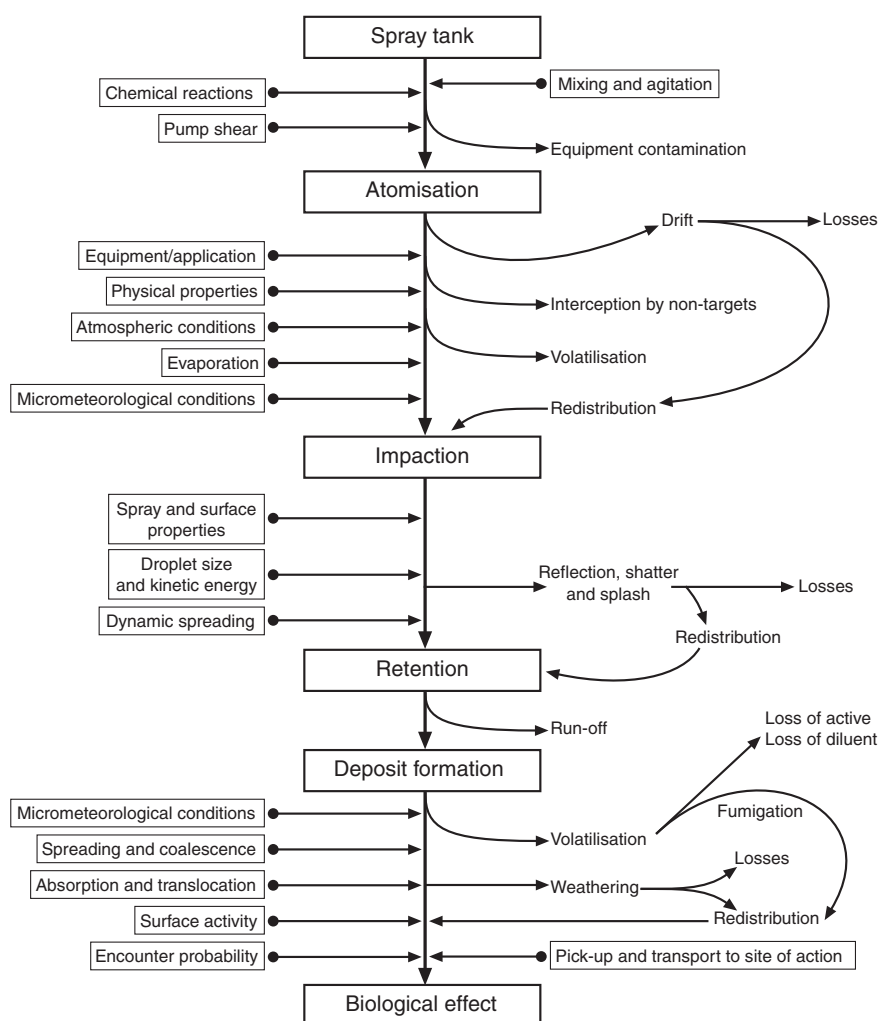 Spray tank
Chemical reactions
Mixing and agitation
Pump shear
Equipment contamination
Atomisation
Drift
Losses
Equipment/application
Physical properties
Interception by non-targets
Atmospheric conditions
Volatilisation
Evaporation
Micrometeorological conditions
Redistribution
Impaction
Spray and surface
properties
Droplet size
and kinetic energy
Reflection, shatter
and splash
Losses
Dynamic spreading
Redistribution
Retention
Run-off
Loss of active
Loss of diluent
Deposit formation
Micrometeorological conditions
Fumigation
Volatilisation
Spreading and coalescence
Losses
Absorption and translocation
Weathering
Surface activity
Redistribution
Encounter probability
Pick-up and transport to site of action
Biological effect